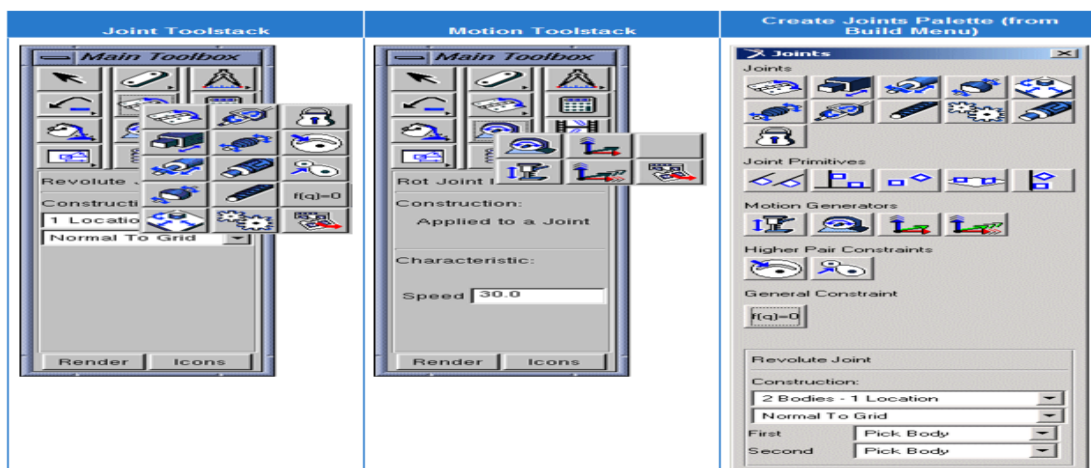 Joint Toolstack
Motion Toolstack
Create Joints Palette (from
Build Menu)
Main Toolbox
f(q)=0
Revolute
Constructi
1 Locatio
Normal To Grid
Render
Icons
Main Toolbox
Rot Joint
Construction:
Applied to a Joint
Characteristic:
Speed 30.0
Render
Icons
Joints
Joints
Joint Primitives
Motion Generators
Higher Pair Constraints
General Constraint
f(q)=0
Revolute Joint
Construction:
2 Bodies - 1 Location
Normal To Grid
First Pick Body
Second Pick Body